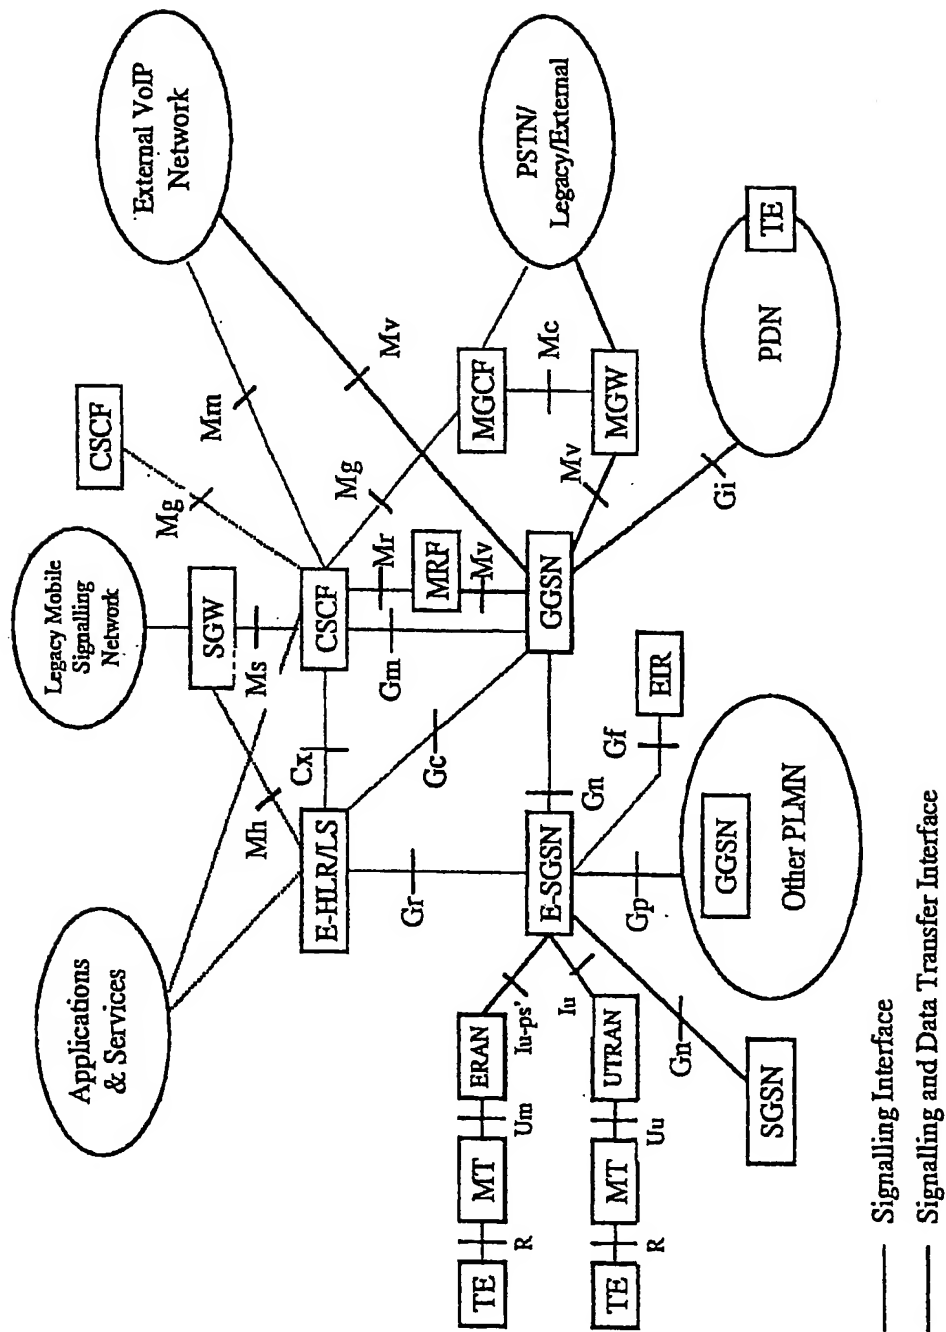 Applications
& Services
Legacy Mobile
Signalling
Network
CSCF
External VoIP
Network
Mh
SGW
Ms
Mg
Mm
E-HLR/LS
Cx
CSCF
Mg
Mv
Gr
Gc
Gm
Mr
MRF
Mv
MGCF
PSTN/
Legacy/External
Mc
TE
R
MT
Um
ERAN
Iu-ps'
E-SGSN
Gn
GGSN
Mv
MGW
Iu
Gf
TE
R
MT
Uu
UTRAN
Gn
Gp
EIR
Gi
PDN
TE
SGSN
GGSN
Other PLMN
Signalling Interface
Signalling and Data Transfer Interface